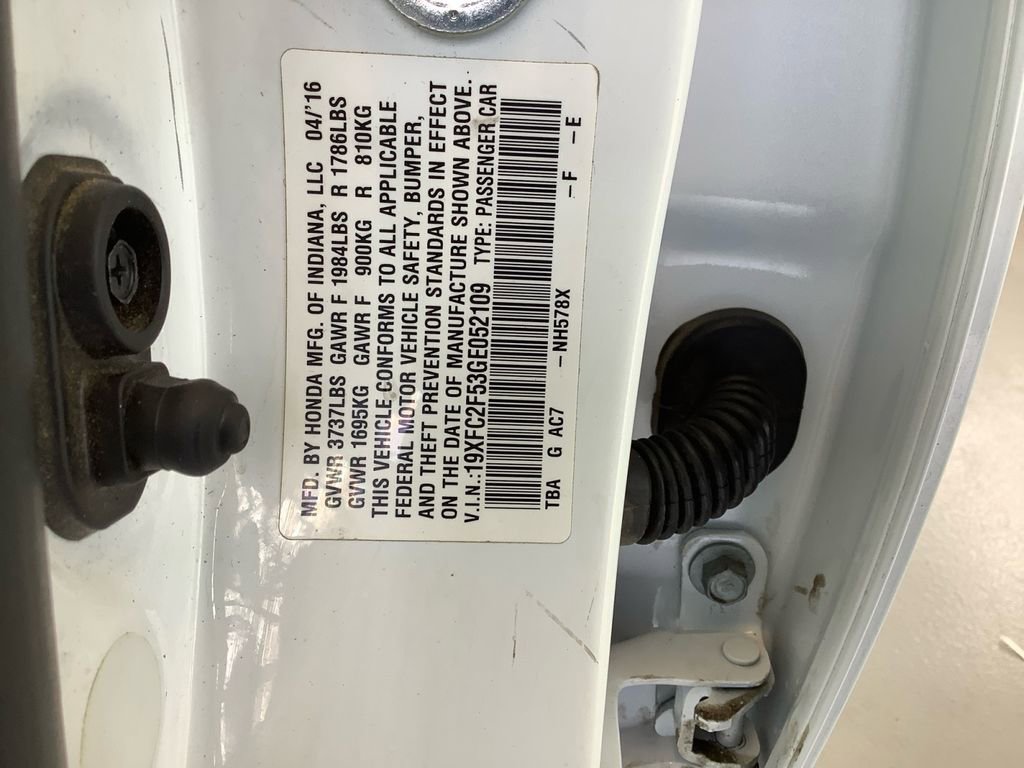 MFD. BY HONDA MFG. OF INDIANA, LLC 04/'16
GVWR 3737LBS GAWR F 1984LBS R 1786LBS
GVWR 1695KG GAWR F 900KG R 810KG
THIS VEHICLE CONFORMS TO ALL APPLICABLE
FEDERAL MOTOR VEHICLE SAFETY, BUMPER,
AND THEFT PREVENTION STANDARDS IN EFFECT
ON THE DATE OF MANUFACTURE SHOWN ABOVE.
V.I.N.:19XFC2F53GE052109 TYPE: PASSENGER CAR
TBA G AC7 –NH578X –F –E